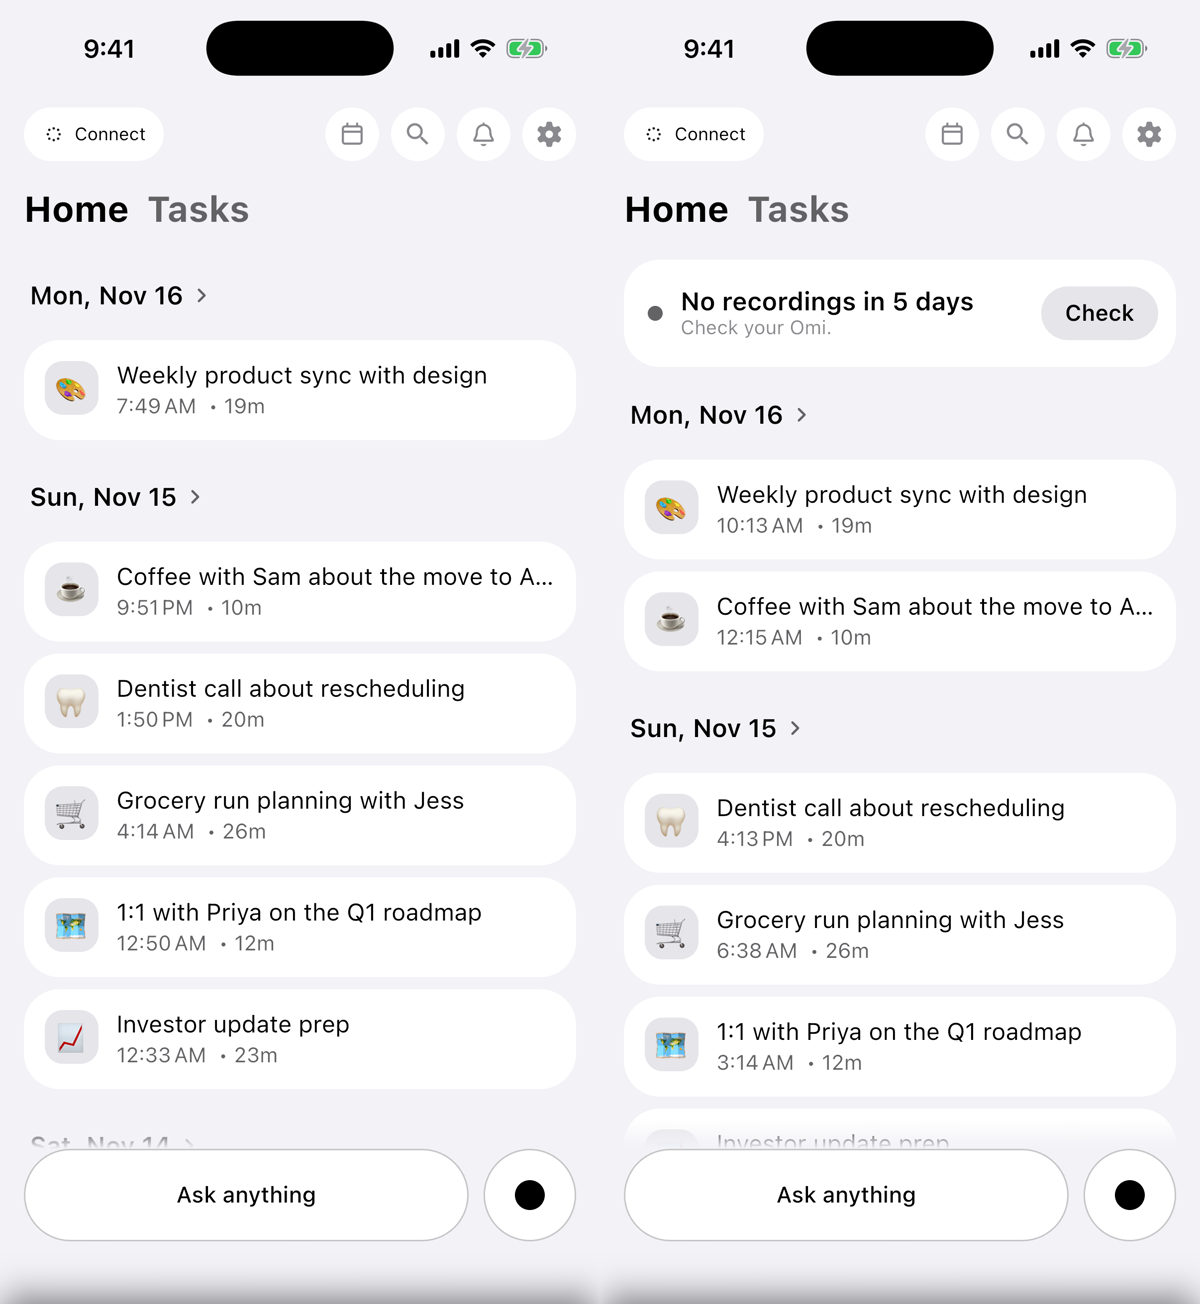 9:41
Connect
Home Tasks
Mon, Nov 16
Weekly product sync with design
7:49 AM • 19m
Sun, Nov 15
Coffee with Sam about the move to A...
9:51 PM • 10m
Dentist call about rescheduling
1:50 PM • 20m
Grocery run planning with Jess
4:14 AM • 26m
1:1 with Priya on the Q1 roadmap
12:50 AM • 12m
Investor update prep
12:33 AM • 23m
Sat, Nov 14
Ask anything
9:41
Connect
Home Tasks
No recordings in 5 days
Check your Omi.
Check
Mon, Nov 16
Weekly product sync with design
10:13 AM • 19m
Coffee with Sam about the move to A...
12:15 AM • 10m
Sun, Nov 15
Dentist call about rescheduling
4:13 PM • 20m
Grocery run planning with Jess
6:38 AM • 26m
1:1 with Priya on the Q1 roadmap
3:14 AM • 12m
Investor update prep
Ask anything